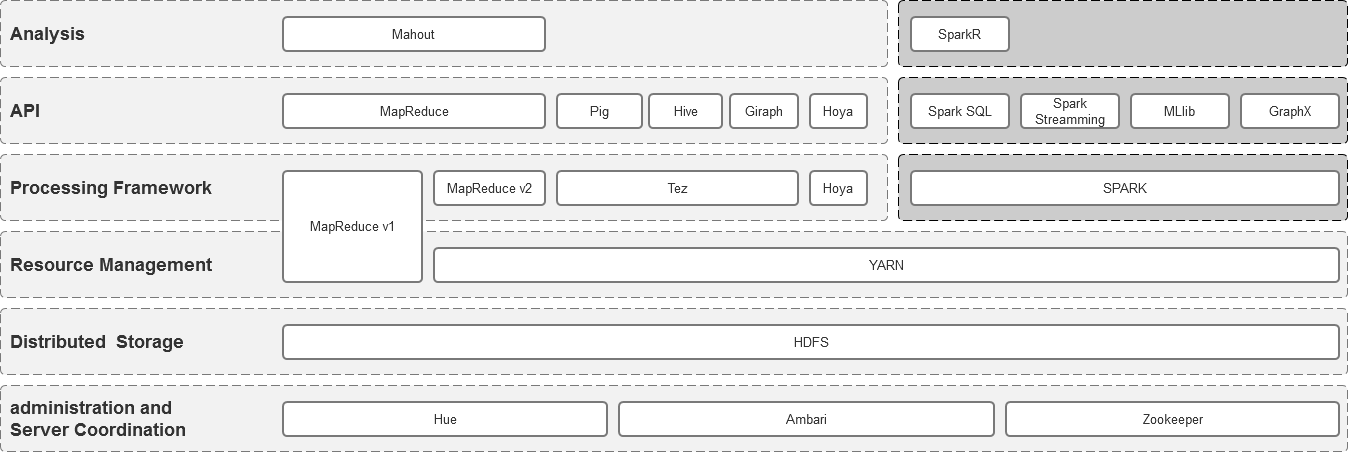 Analysis
Mahout
SparkR
API
MapReduce
Pig
Hive
Giraph
Hoya
Spark SQL
Spark
Streamming
MLlib
GraphX
Processing Framework
MapReduce v1
MapReduce v2
Tez
Hoya
SPARK
Resource Management
YARN
Distributed  Storage
HDFS
administration and
Server Coordination
Hue
Ambari
Zookeeper